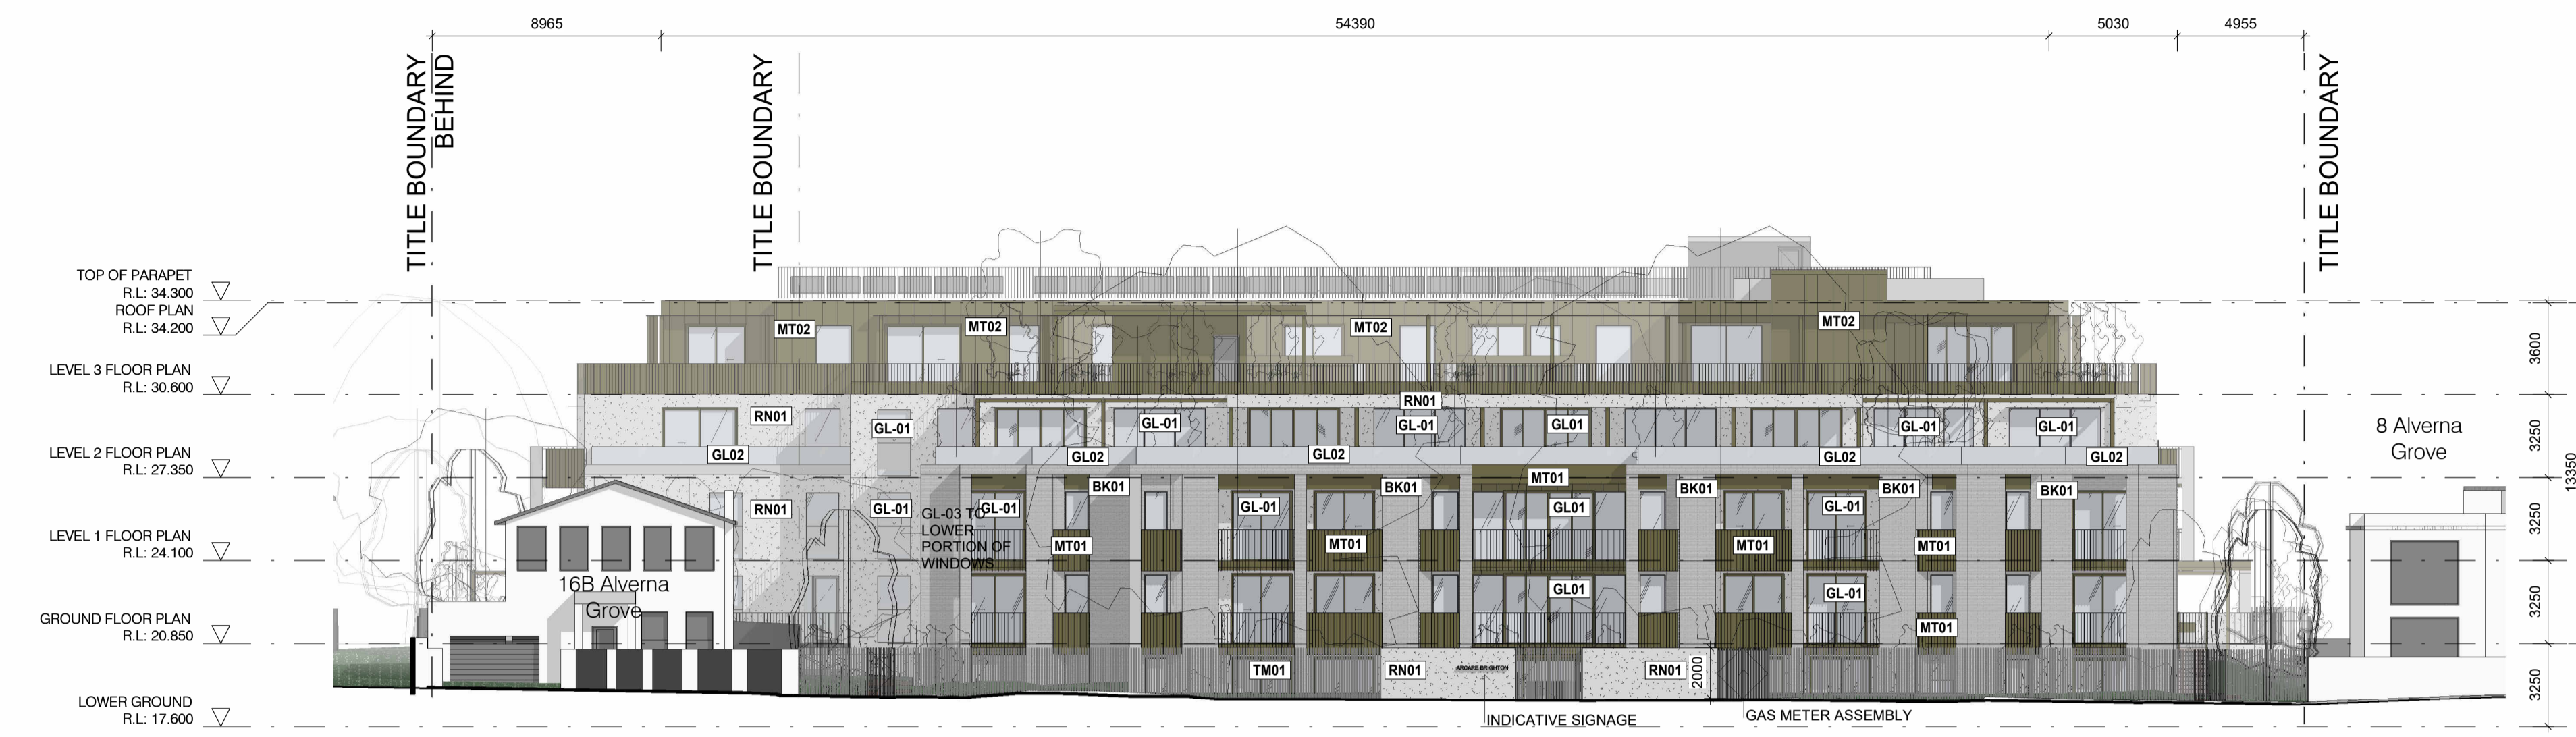 8965
54390
5030
4955
TITLE BOUNDARY
BEHIND
TITLE BOUNDARY
TITLE BOUNDARY
TOP OF PARAPET
R.L: 34.300
ROOF PLAN
R.L: 34.200
LEVEL 3 FLOOR PLAN
R.L: 30.600
LEVEL 2 FLOOR PLAN
R.L: 27.350
LEVEL 1 FLOOR PLAN
R.L: 24.100
GROUND FLOOR PLAN
R.L: 20.850
LOWER GROUND
R.L: 17.600
MT02
MT02
MT02
MT02
3600
RN01
RN01
GL-01
GL-01
GL-01
GL01
GL-01
GL-01
3250
8 Alverna
Grove
GL02
GL02
GL02
GL02
GL02
13350
MT01
BK01
BK01
BK01
BK01
BK01
RN01
GL-01
GL-01
GL-01
GL01
GL-01
3250
GL-03 TO
LOWER
PORTION OF
WINDOWS
MT01
MT01
MT01
MT01
16B Alverna
Grove
GL01
GL-01
3250
MT01
TM01
RN01
ARCARE BRIGHTON
RN01
2000
3250
INDICATIVE SIGNAGE
GAS METER ASSEMBLY